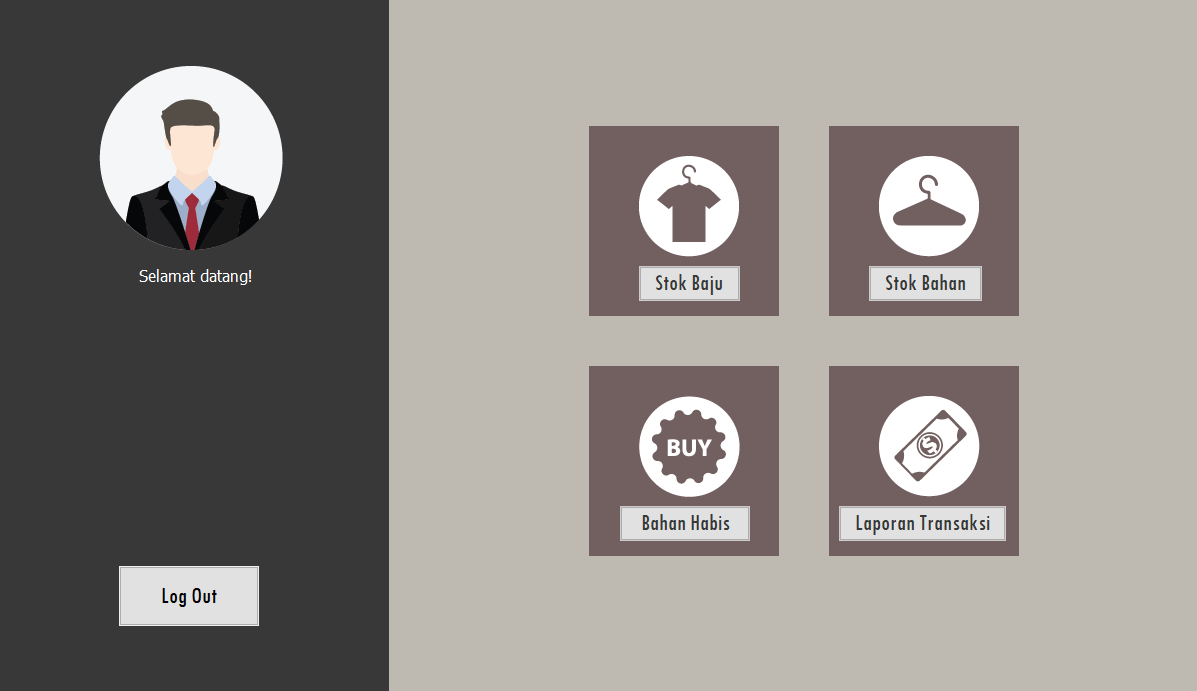 Selamat datang!
Log Out
Stok Baju
Stok Bahan
BUY
Bahan Habis
$
Laporan Transaksi